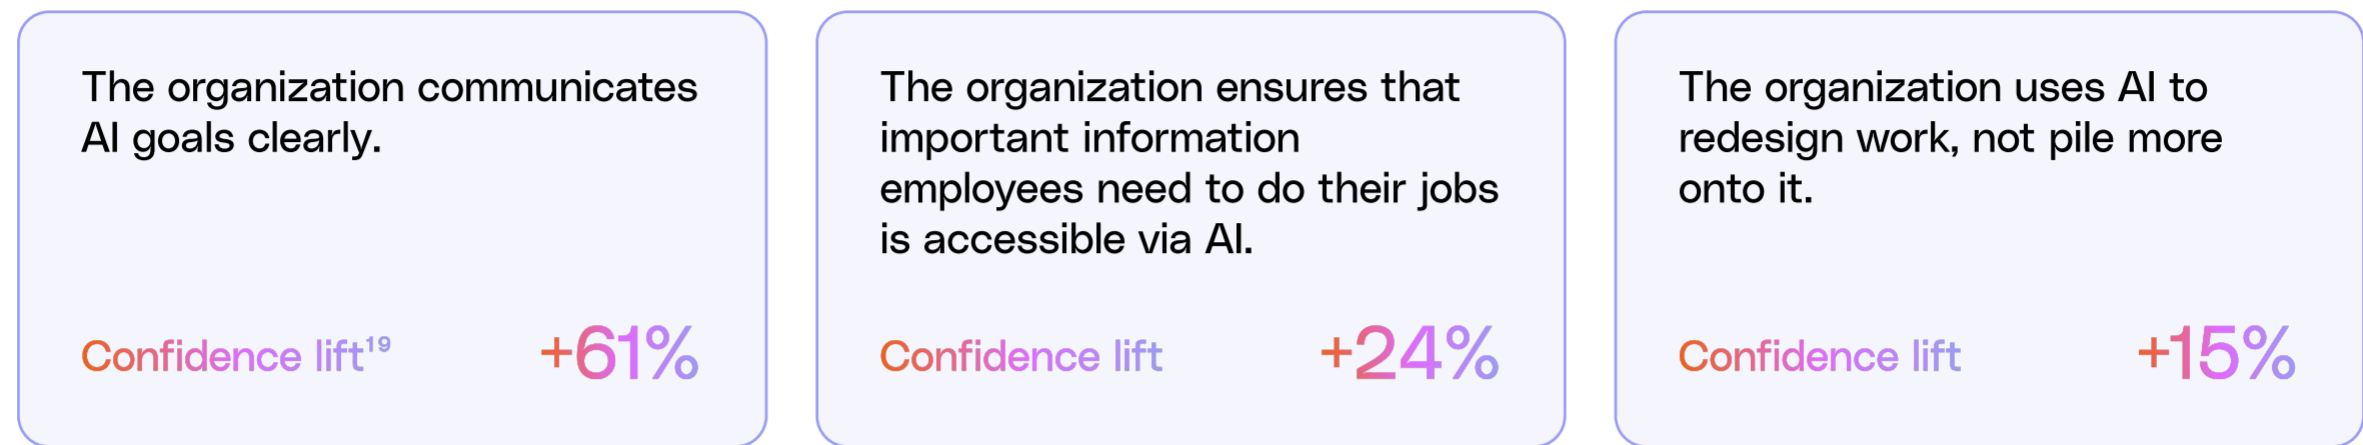 The organization communicates
AI goals clearly.
Confidence lift¹⁹
+61%
The organization ensures that
important information
employees need to do their jobs
is accessible via AI.
Confidence lift
+24%
The organization uses AI to
redesign work, not pile more
onto it.
Confidence lift
+15%